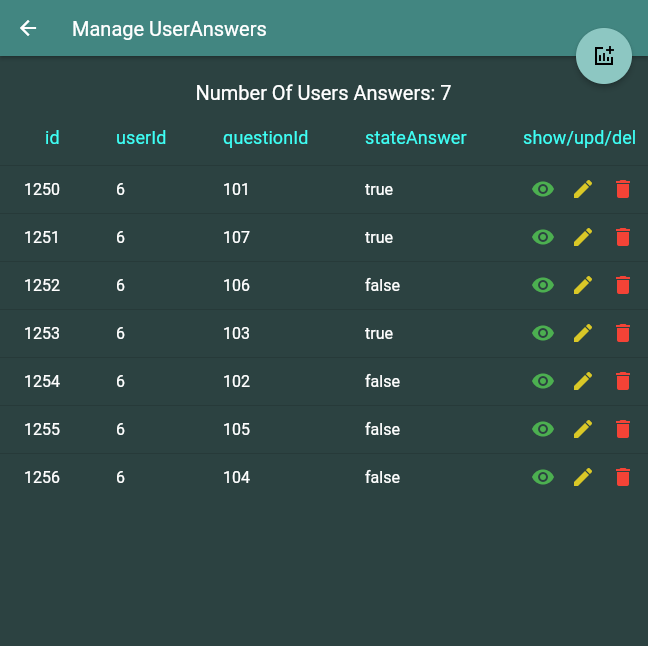 Manage UserAnswers
Number Of Users Answers: 7
id userId questionId stateAnswer show/upd/del
1250 6 101 true
1251 6 107 true
1252 6 106 false
1253 6 103 true
1254 6 102 false
1255 6 105 false
1256 6 104 false